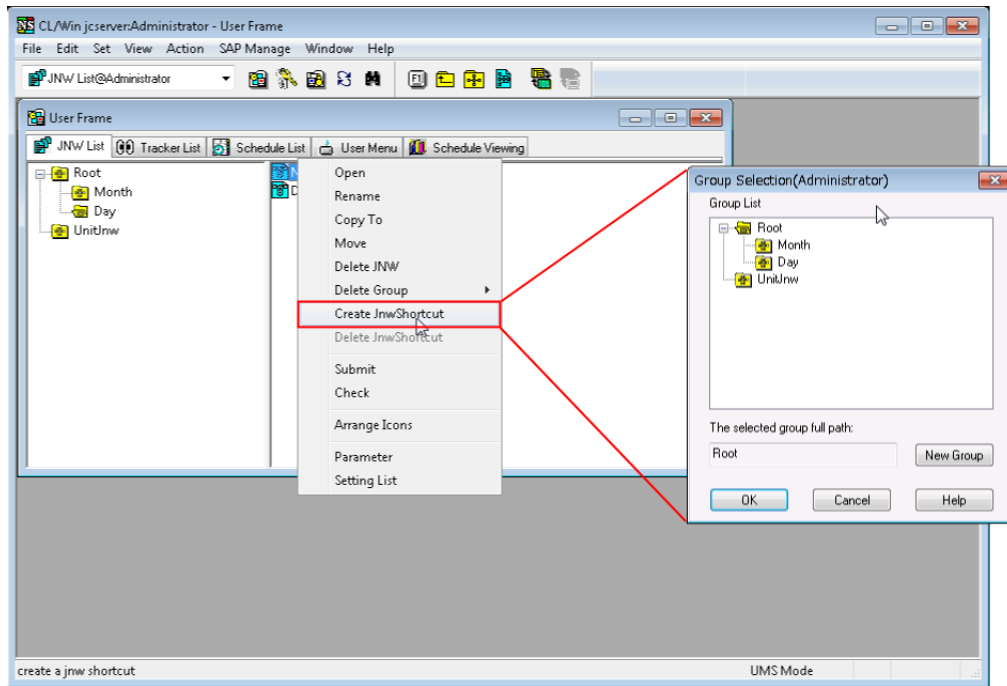 CL/Win jcserver:Administrator - User Frame
File Edit Set View Action SAP Manage Window Help
JNW List@Administrator
User Frame
JNW List Tracker List Schedule List User Menu Schedule Viewing
Root
Month
Day
UnitJnw
Open
Rename
Copy To
Move
Delete JNW
Delete Group
Create JnwShortcut
Delete JnwShortcut
Submit
Check
Arrange Icons
Parameter
Setting List
Group Selection(Administrator)
Group List
Root
Month
Day
UnitJnw
The selected group full path:
Root
New Group
OK Cancel Help
create a jnw shortcut
UMS Mode